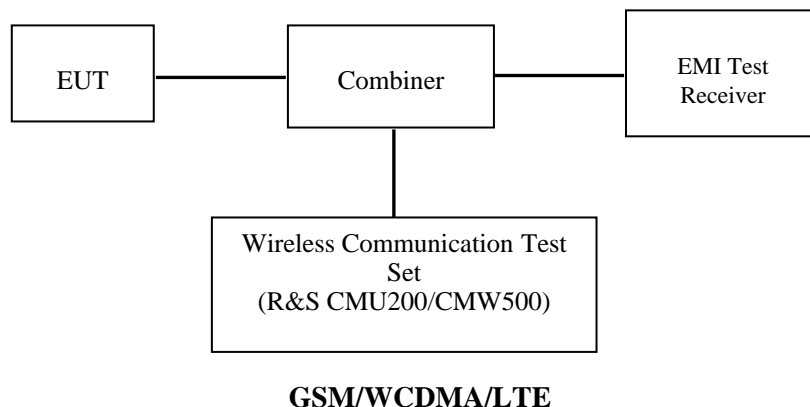 EUT
Combiner
EMI Test
Receiver
Wireless Communication Test
Set
(R&S CMU200/CMW500)
GSM/WCDMA/LTE